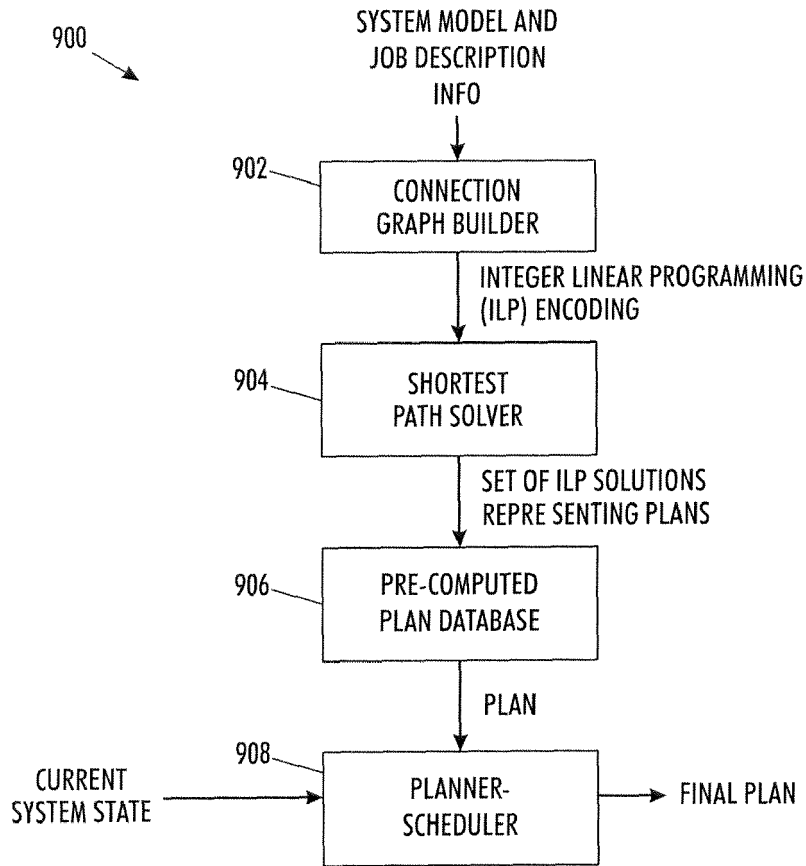 900
SYSTEM MODEL AND
JOB DESCRIPTION
INFO
902
CONNECTION
GRAPH BUILDER
INTEGER LINEAR PROGRAMMING
(ILP) ENCODING
904
SHORTEST
PATH SOLVER
SET OF ILP SOLUTIONS
REPRE SENTING PLANS
906
PRE-COMPUTED
PLAN DATABASE
PLAN
908
CURRENT
SYSTEM STATE
PLANNER-
SCHEDULER
FINAL PLAN